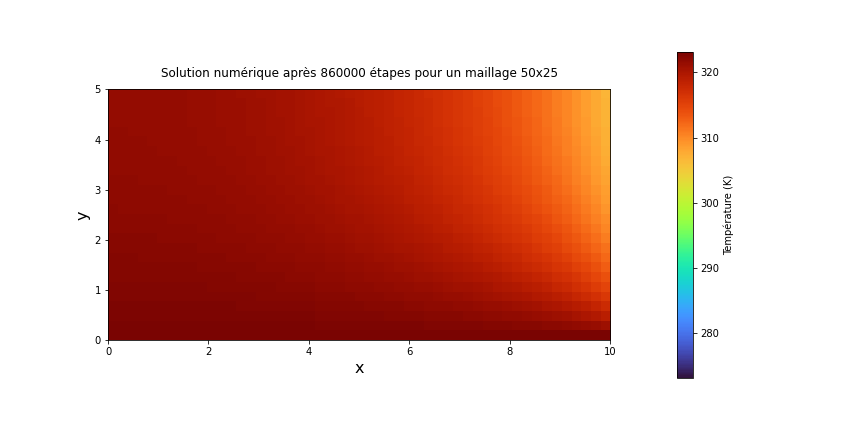 Solution numérique après 860000 étapes pour un maillage 50x25
5
4
3
2
1
0
y
0 2 4 6 8 10
x
320
310
300
290
280
Température (K)